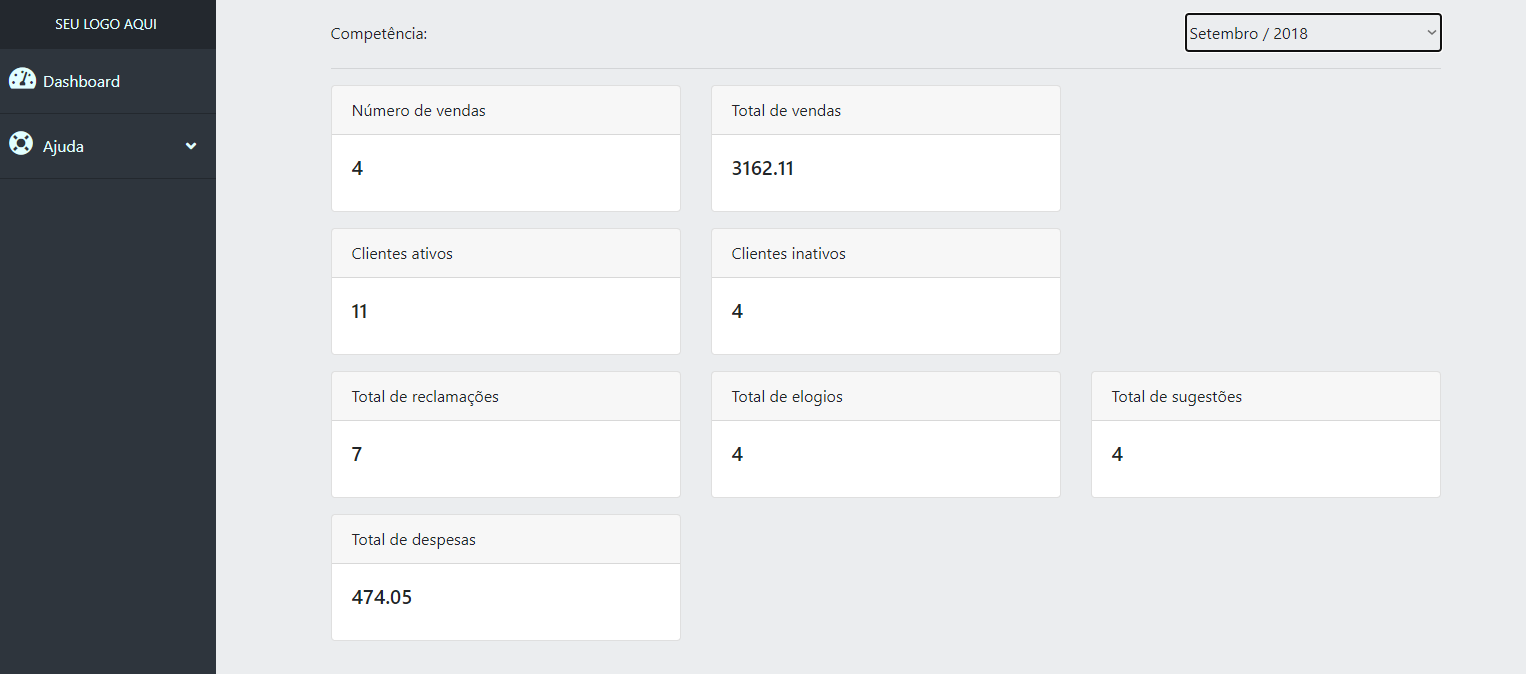 SEU LOGO AQUI
Dashboard
Ajuda
Competência:
Setembro / 2018
Número de vendas
4
Total de vendas
3162.11
Clientes ativos
11
Clientes inativos
4
Total de reclamações
7
Total de elogios
4
Total de sugestões
4
Total de despesas
474.05